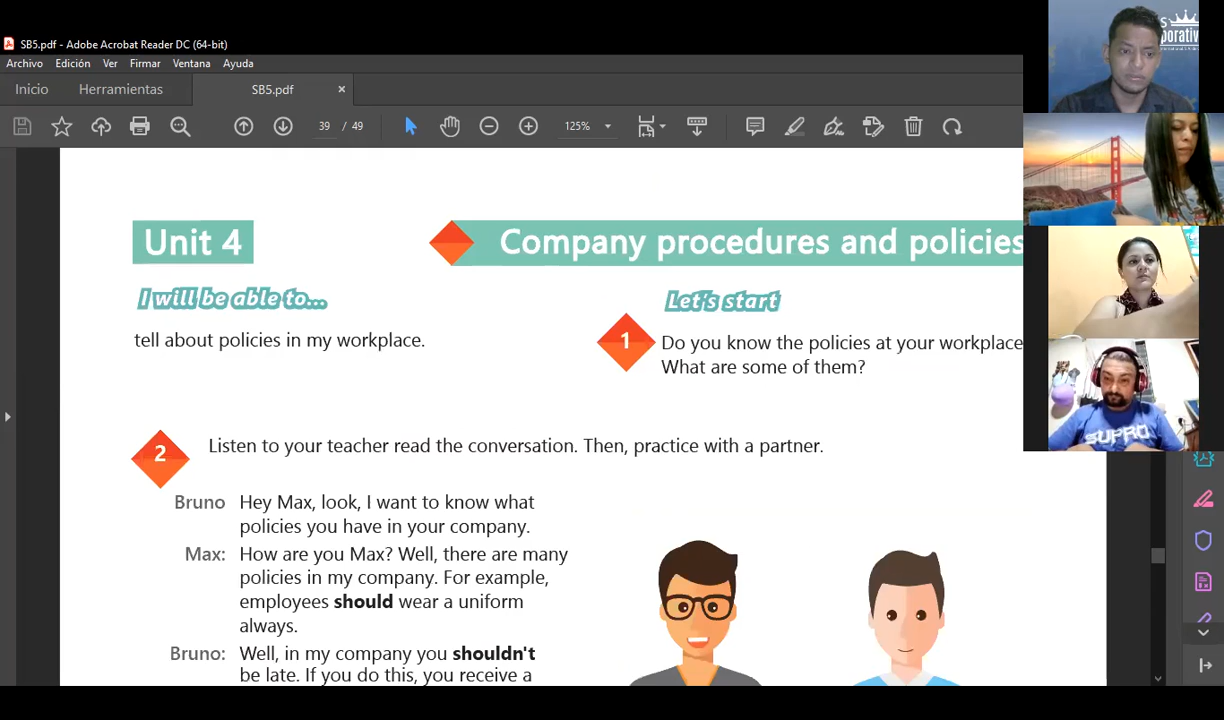 SB5.pdf - Adobe Acrobat Reader DC (64-bit)
Archivo Edición Ver Firmar Ventana Ayuda
Inicio Herramientas SB5.pdf ×
39 / 49 125%
Unit 4
Company procedures and policies
I will be able to...
tell about policies in my workplace.
Let's start
1
Do you know the policies at your workplace
What are some of them?
2
Listen to your teacher read the conversation. Then, practice with a partner.
Bruno Hey Max, look, I want to know what
policies you have in your company.
Max: How are you Max? Well, there are many
policies in my company. For example,
employees should wear a uniform
always.
Bruno: Well, in my company you shouldn't
be late. If you do this, you receive a
SUPRO